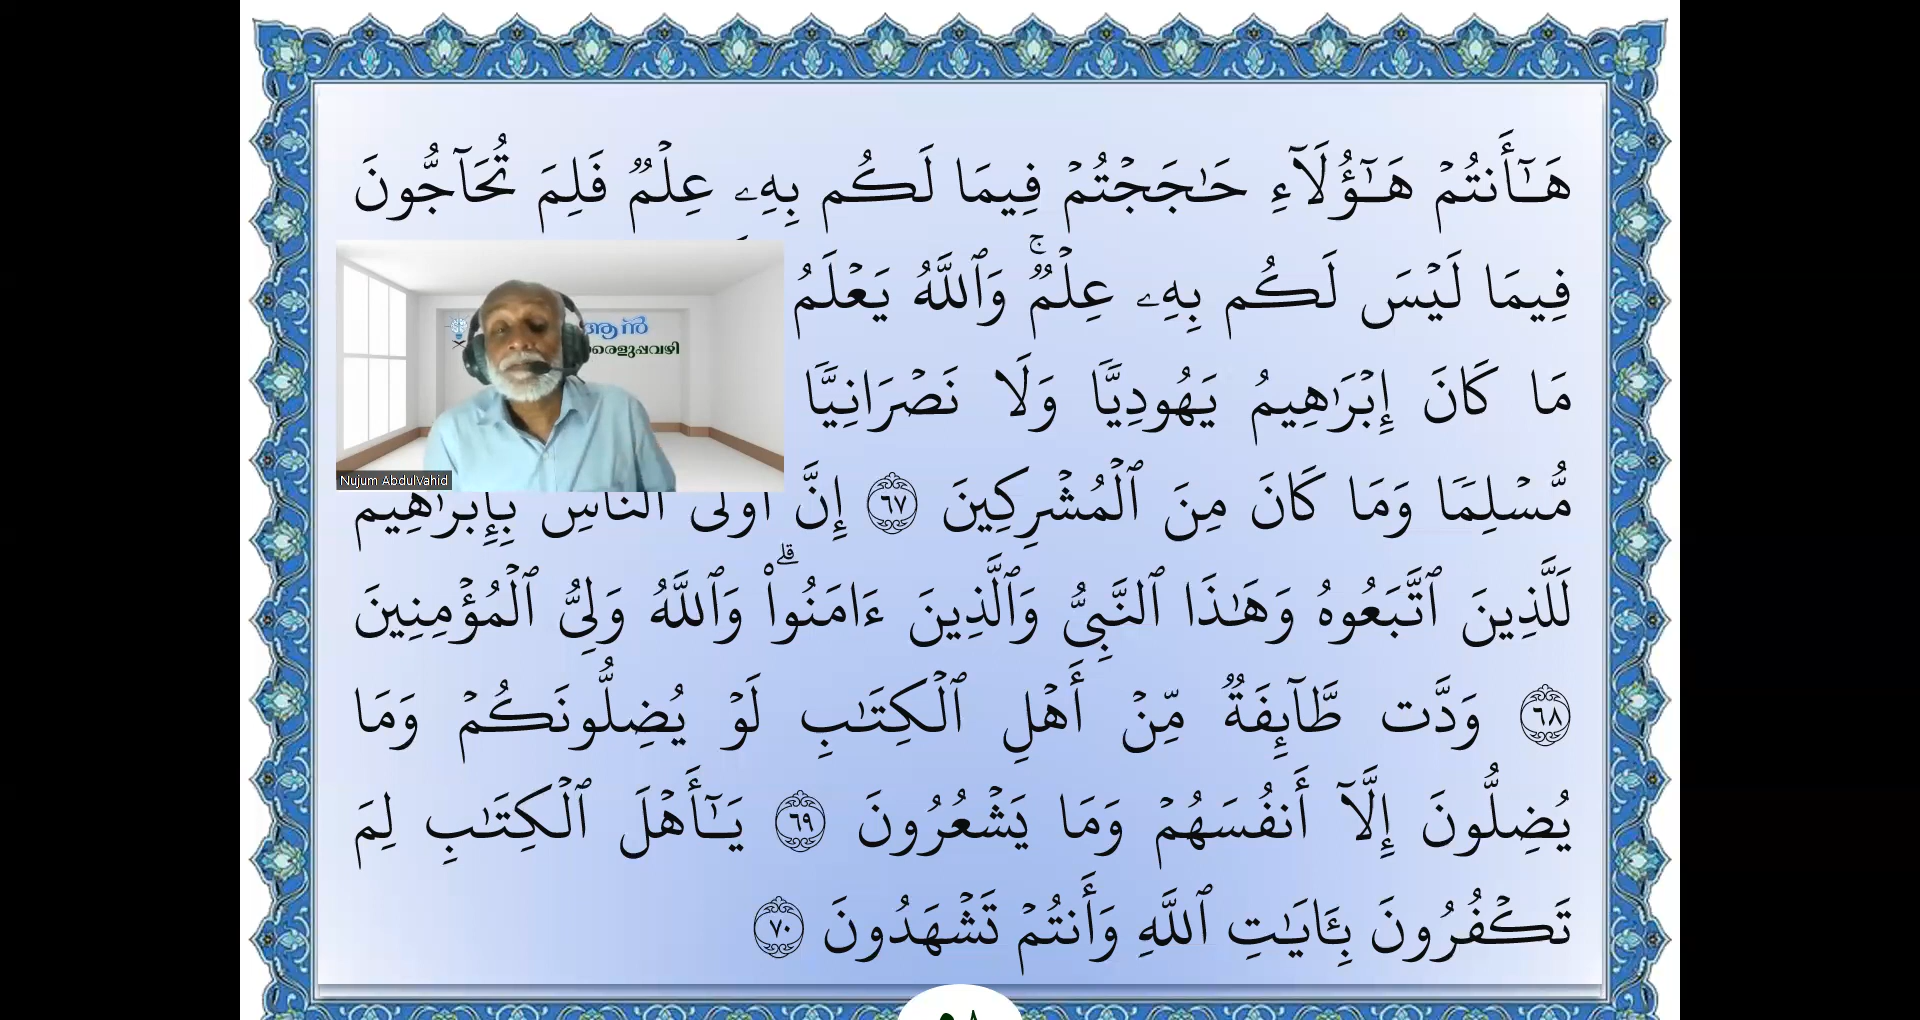 هَـٰٓأَنتُمْ هَـٰٓؤُلَآءِ حَـٰجَجْتُمْ فِيمَا لَكُم بِهِۦ عِلْمٌ فَلِمَ تُحَآجُّونَ
فِيمَا لَيْسَ لَكُم بِهِۦ عِلْمٌ ۚ وَٱللَّهُ يَعْلَمُ
مَا كَانَ إِبْرَٰهِيمُ يَهُودِيًّا وَلَا نَصْرَانِيًّا
مُّسْلِمًا وَمَا كَانَ مِنَ ٱلْمُشْرِكِينَ ٦٧ إِنَّ أَوْلَى ٱلنَّاسِ بِإِبْرَٰهِيمَ
لَلَّذِينَ ٱتَّبَعُوهُ وَهَـٰذَا ٱلنَّبِىُّ وَٱلَّذِينَ ءَامَنُوا۟ ۗ وَٱللَّهُ وَلِىُّ ٱلْمُؤْمِنِينَ
٦٨ وَدَّت طَّآئِفَةٌ مِّنْ أَهْلِ ٱلْكِتَـٰبِ لَوْ يُضِلُّونَكُمْ وَمَا
يُضِلُّونَ إِلَّآ أَنفُسَهُمْ وَمَا يَشْعُرُونَ ٦٩ يَـٰٓأَهْلَ ٱلْكِتَـٰبِ لِمَ
تَكْفُرُونَ بِـَٔايَـٰتِ ٱللَّهِ وَأَنتُمْ تَشْهَدُونَ ٧٠
Nujum AbdulVahid